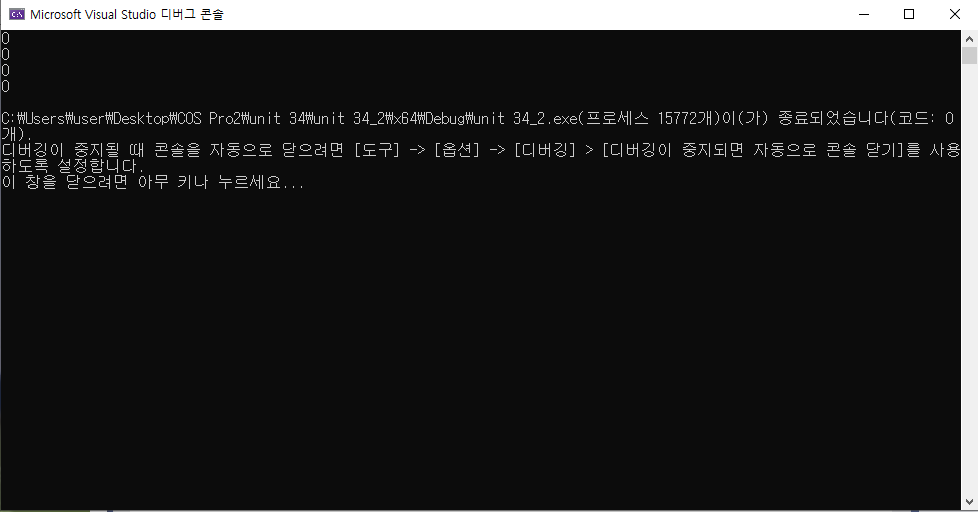 Microsoft Visual Studio 디버그 콘솔
0
0
0
0
C:₩Users₩user₩Desktop₩COS Pro2₩unit 34₩unit 34_2₩x64₩Debug₩unit 34_2.exe(프로세스 15772개)이(가) 종료되었습니다(코드: 0
개).
디버깅이 중지될 때 콘솔을 자동으로 닫으려면 [도구] -> [옵션] -> [디버깅] > [디버깅이 중지되면 자동으로 콘솔 닫기]를 사용
하도록 설정합니다.
이 창을 닫으려면 아무 키나 누르세요...